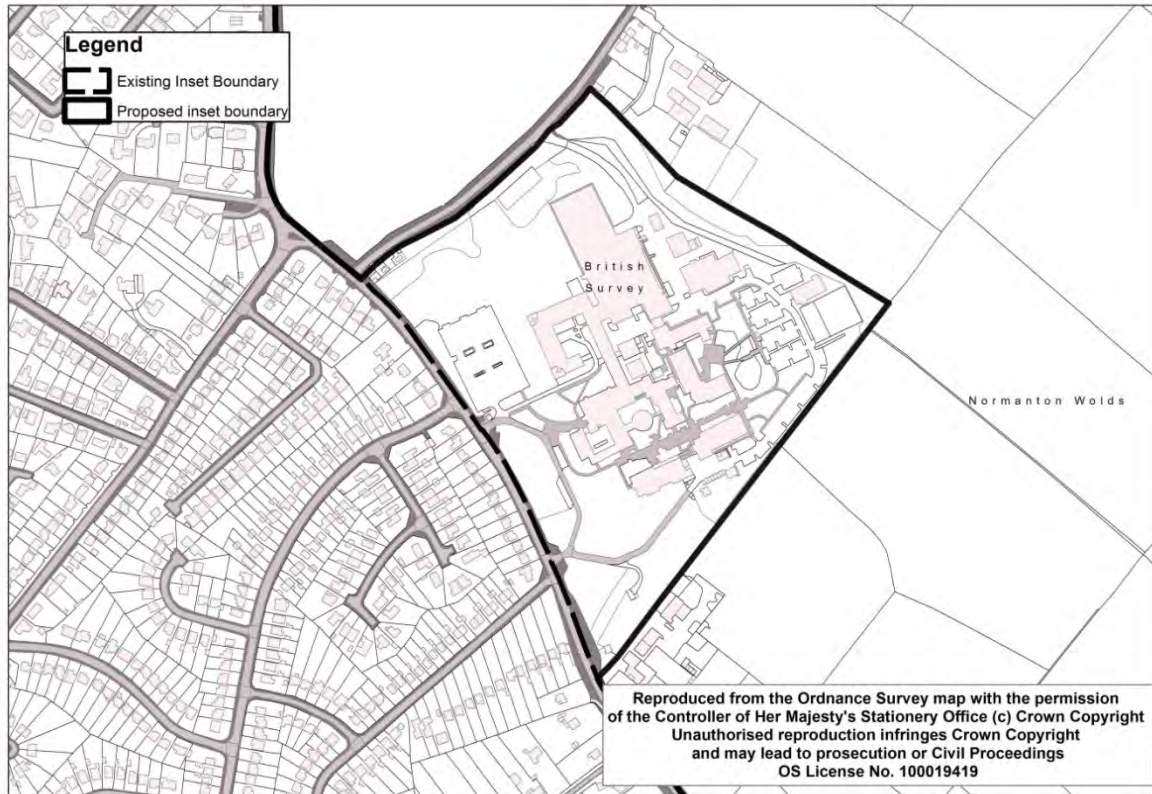 Legend
Existing Inset Boundary
Proposed inset boundary
British
Survey
Normanton Wolds
Reproduced from the Ordnance Survey map with the permission
of the Controller of Her Majesty's Stationery Office (c) Crown Copyright
Unauthorised reproduction infringes Crown Copyright
and may lead to prosecution or Civil Proceedings
OS License No. 100019419